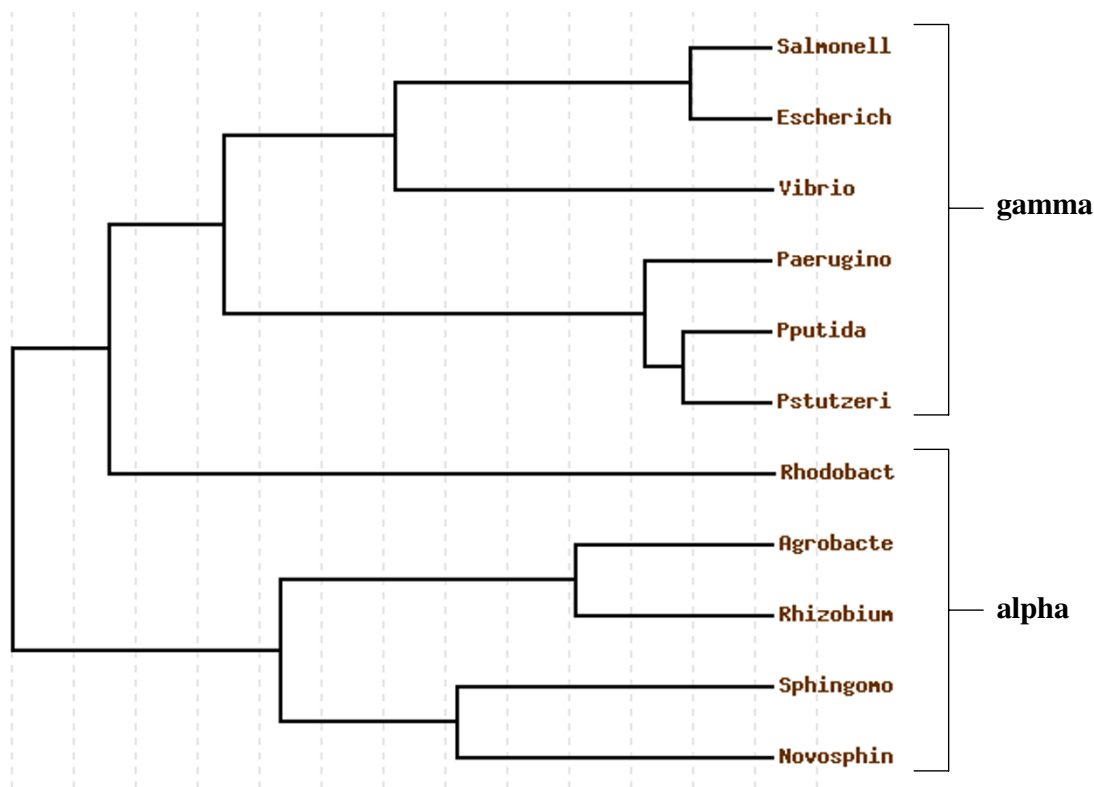 Salmonell
Escherich
Vibrio
gamma
Paerugino
Pputida
Pstutzeri
Rhodobact
Agrobacte
Rhizobium
alpha
Sphingomo
Novosphin